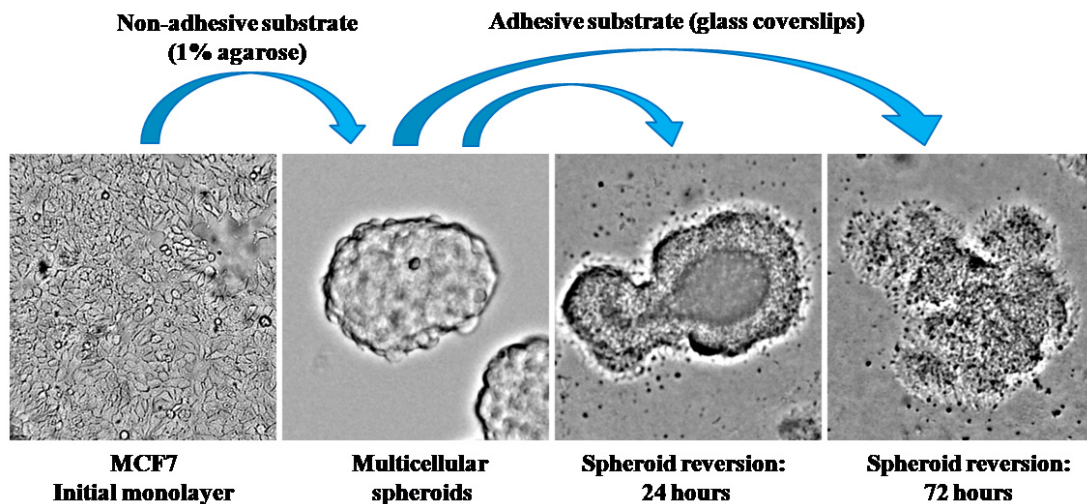 Non-adhesive substrate
(1% agarose)
Adhesive substrate (glass coverslips)
MCF7
Initial monolayer
Multicellular
spheroids
Spheroid reversion:
24 hours
Spheroid reversion:
72 hours